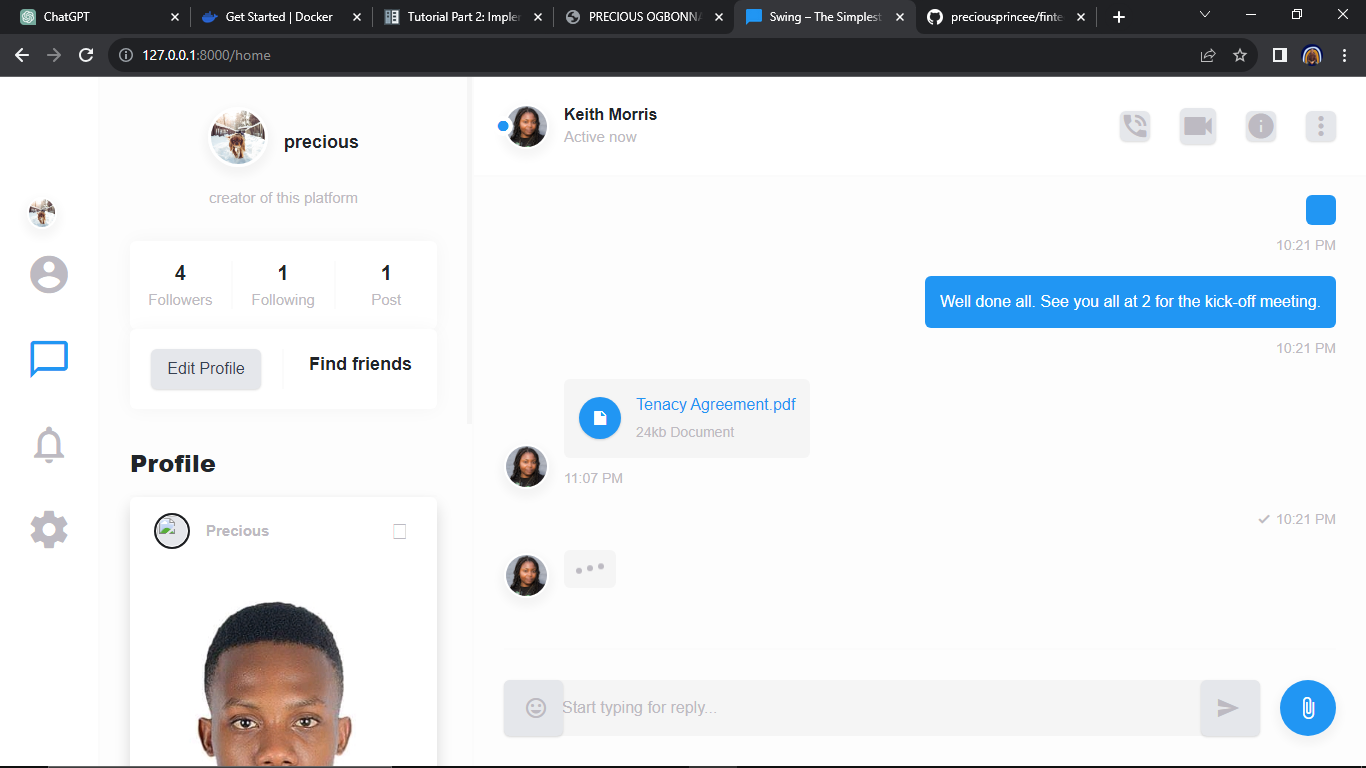 ChatGPT
Get Started | Docker
Tutorial Part 2: Imple
PRECIOUS OGBONNA
Swing – The Simplest
preciousprincee/finte
127.0.0.1:8000/home
precious
creator of this platform
4
Followers
1
Following
1
Post
Edit Profile
Find friends
Profile
Precious
Keith Morris
Active now
10:21 PM
Well done all. See you all at 2 for the kick-off meeting.
10:21 PM
Tenacy Agreement.pdf
24kb Document
11:07 PM
10:21 PM
Start typing for reply...